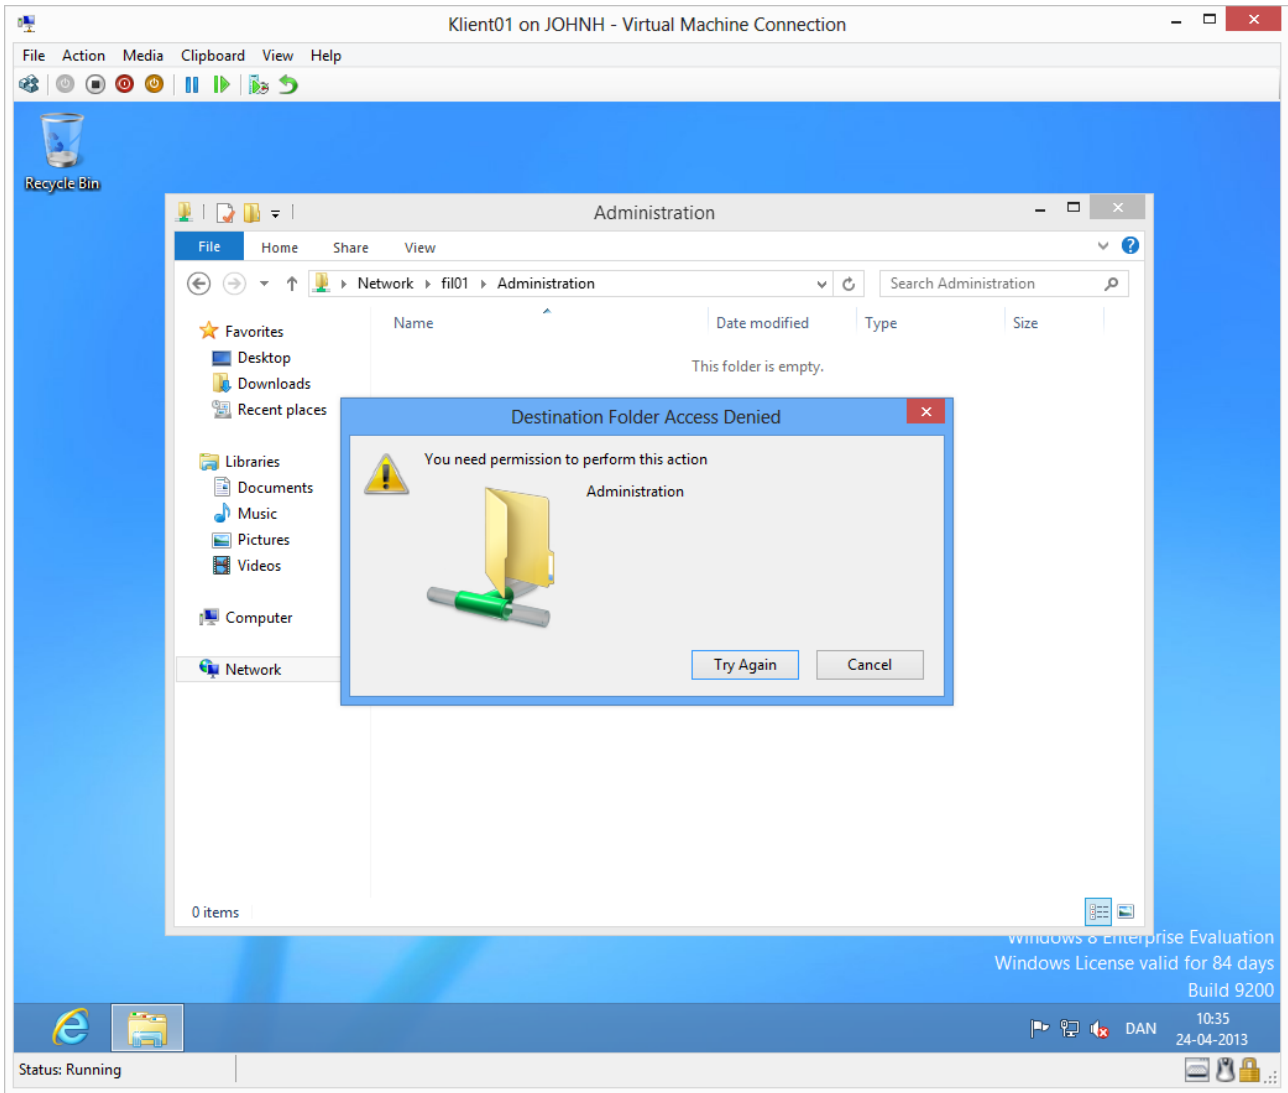 Klient01 on JOHNH - Virtual Machine Connection
File Action Media Clipboard View Help
Recycle Bin
Administration
File Home Share View
Network fil01 Administration
Search Administration
Name Date modified Type Size
This folder is empty.
Favorites
Desktop
Downloads
Recent places
Libraries
Documents
Music
Pictures
Videos
Computer
Network
Destination Folder Access Denied
You need permission to perform this action
Administration
Try Again Cancel
0 items
Windows 8 Enterprise Evaluation
Windows License valid for 84 days
Build 9200
DAN
10:35
24-04-2013
Status: Running